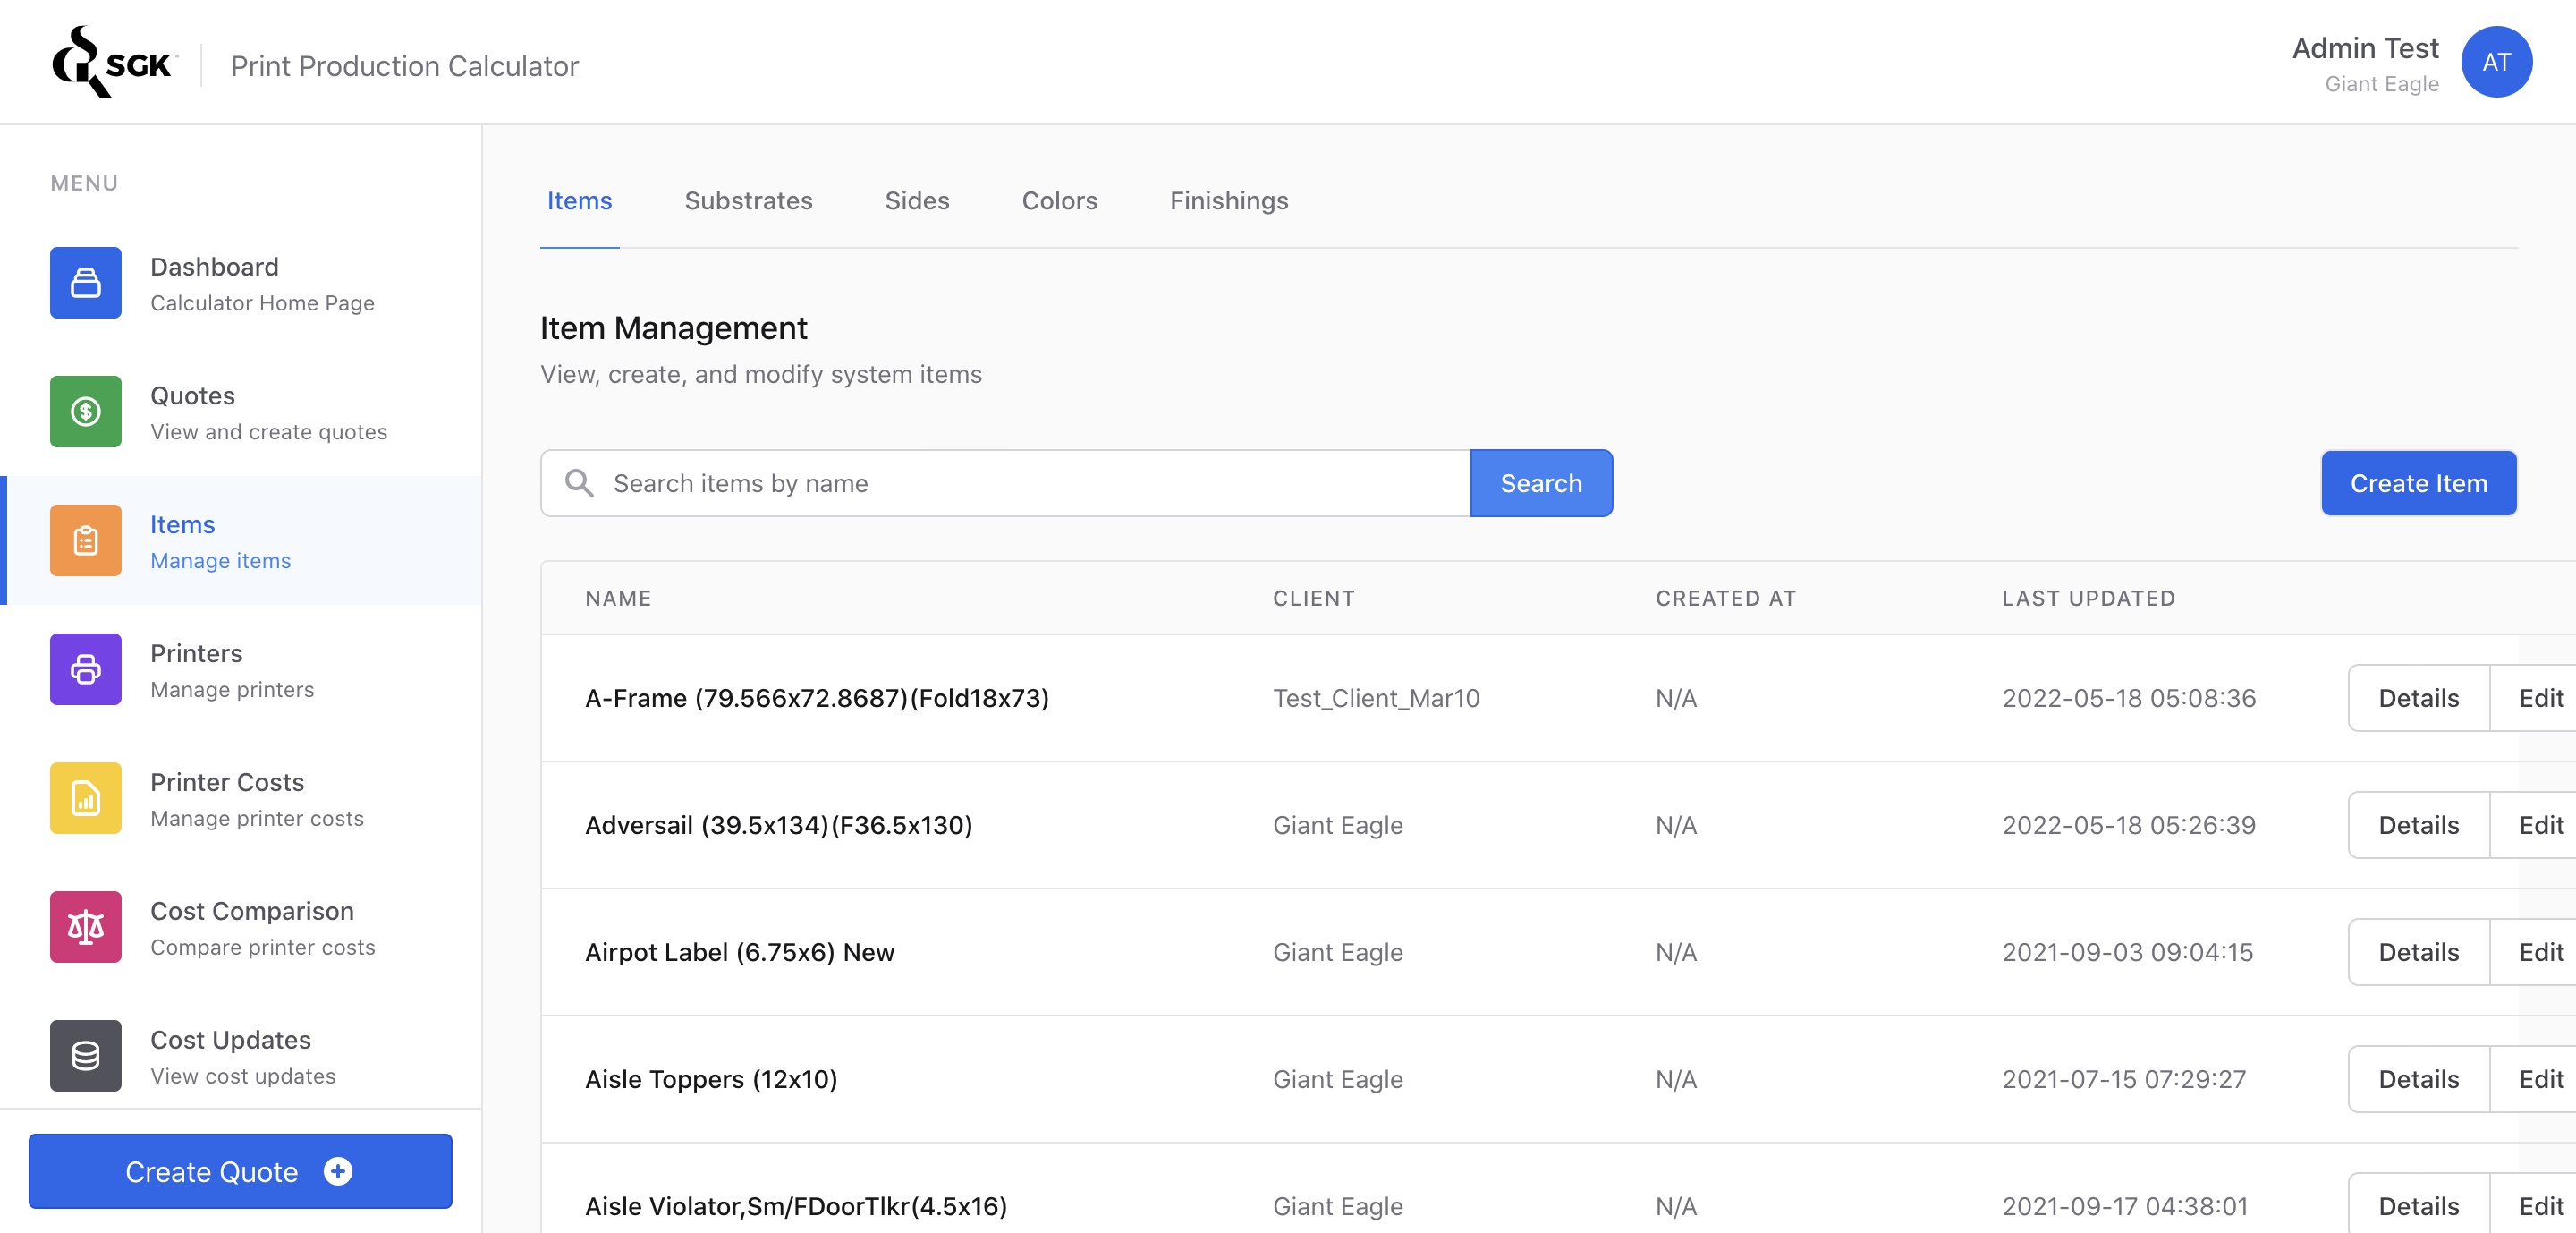 SGK™
Print Production Calculator
Admin Test
Giant Eagle
AT
MENU
Dashboard
Calculator Home Page
Quotes
View and create quotes
Items
Manage items
Printers
Manage printers
Printer Costs
Manage printer costs
Cost Comparison
Compare printer costs
Cost Updates
View cost updates
Create Quote
Items Substrates Sides Colors Finishings
Item Management
View, create, and modify system items
Search items by name Search Create Item
NAME CLIENT CREATED AT LAST UPDATED
A-Frame (79.566x72.8687)(Fold18x73) Test_Client_Mar10 N/A 2022-05-18 05:08:36 Details Edit
Adversail (39.5x134)(F36.5x130) Giant Eagle N/A 2022-05-18 05:26:39 Details Edit
Airpot Label (6.75x6) New Giant Eagle N/A 2021-09-03 09:04:15 Details Edit
Aisle Toppers (12x10) Giant Eagle N/A 2021-07-15 07:29:27 Details Edit
Aisle Violator,Sm/FDoorTlkr(4.5x16) Giant Eagle N/A 2021-09-17 04:38:01 Details Edit